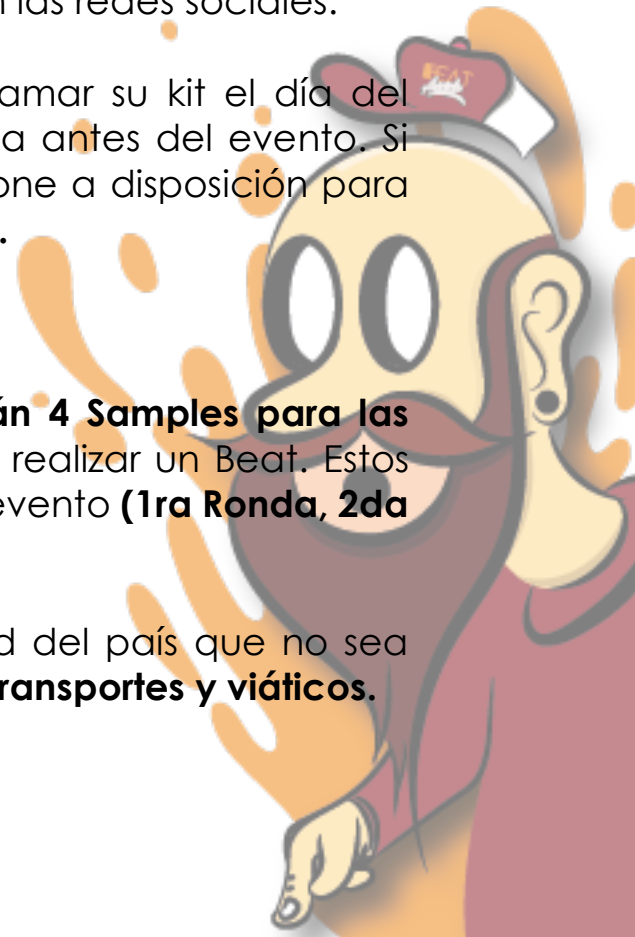 n las redes sociales.
amar su kit el día del
a antes del evento. Si
one a disposición para
.
án 4 Samples para las
realizar un Beat. Estos
evento (1ra Ronda, 2da
d del país que no sea
ransportes y viáticos.
BEAT